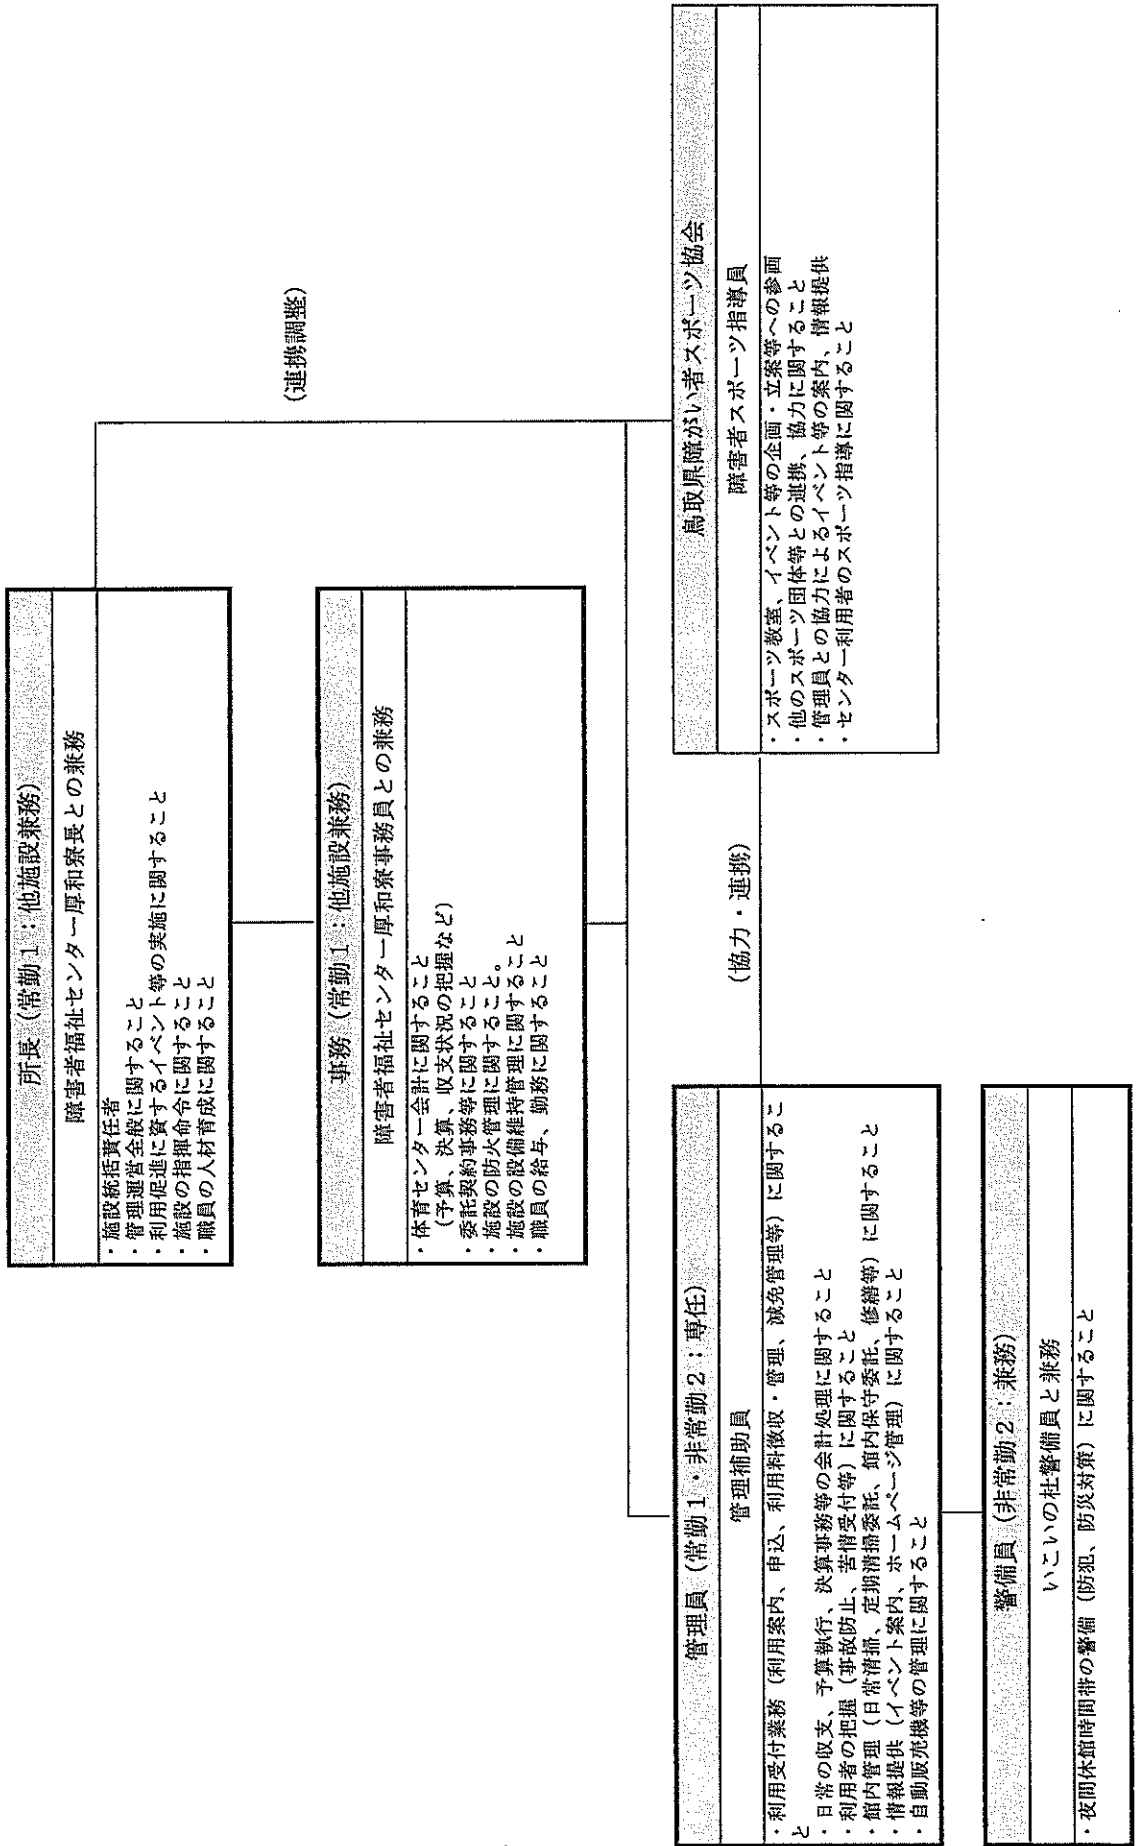 所長（常勤1：他施設兼務）
障害者福祉センター厚和寮長との兼務
・施設統括責任者
・管理運営全般に関すること
・利用促進に資するイベント等の実施に関すること
・施設の指揮命令に関すること
・職員の人材育成に関すること
事務（常勤1：他施設兼務）
障害者福祉センター厚和寮事務員との兼務
・体育センター会計に関すること
（予算、決算、収支状況の把握など）
・委託契約事務等に関すること
・施設の防火管理に関すること。
・施設の設備維持管理に関すること
・職員の給与、勤務に関すること
（連携調整）
管理員（常勤1・非常勤2：専任）
管理補助員
・利用受付業務（利用案内、申込、利用料徴収・管理、減免管理等）に関するこ
と
・日常の収支、予算執行、決算事務等の会計処理に関すること
・利用者の把握（事故防止、苦情受付等）に関すること
・館内管理（日常清掃、定期清掃委託、館内保守委託、修繕等）に関すること
・情報提供（イベント案内、ホームページ管理）に関すること
・自動販売機等の管理に関すること
（協力・連携）
鳥取県障がい者スポーツ協会
障害者スポーツ指導員
・スポーツ教室、イベント等の企画・立案等への参画
・他のスポーツ団体等との連携、協力に関すること
・管理員との協力によるイベント等の案内、情報提供
・センター利用者のスポーツ指導に関すること
警備員（非常勤2：兼務）
いこいの杜警備員と兼務
・夜間休館時間帯の警備（防犯、防災対策）に関すること